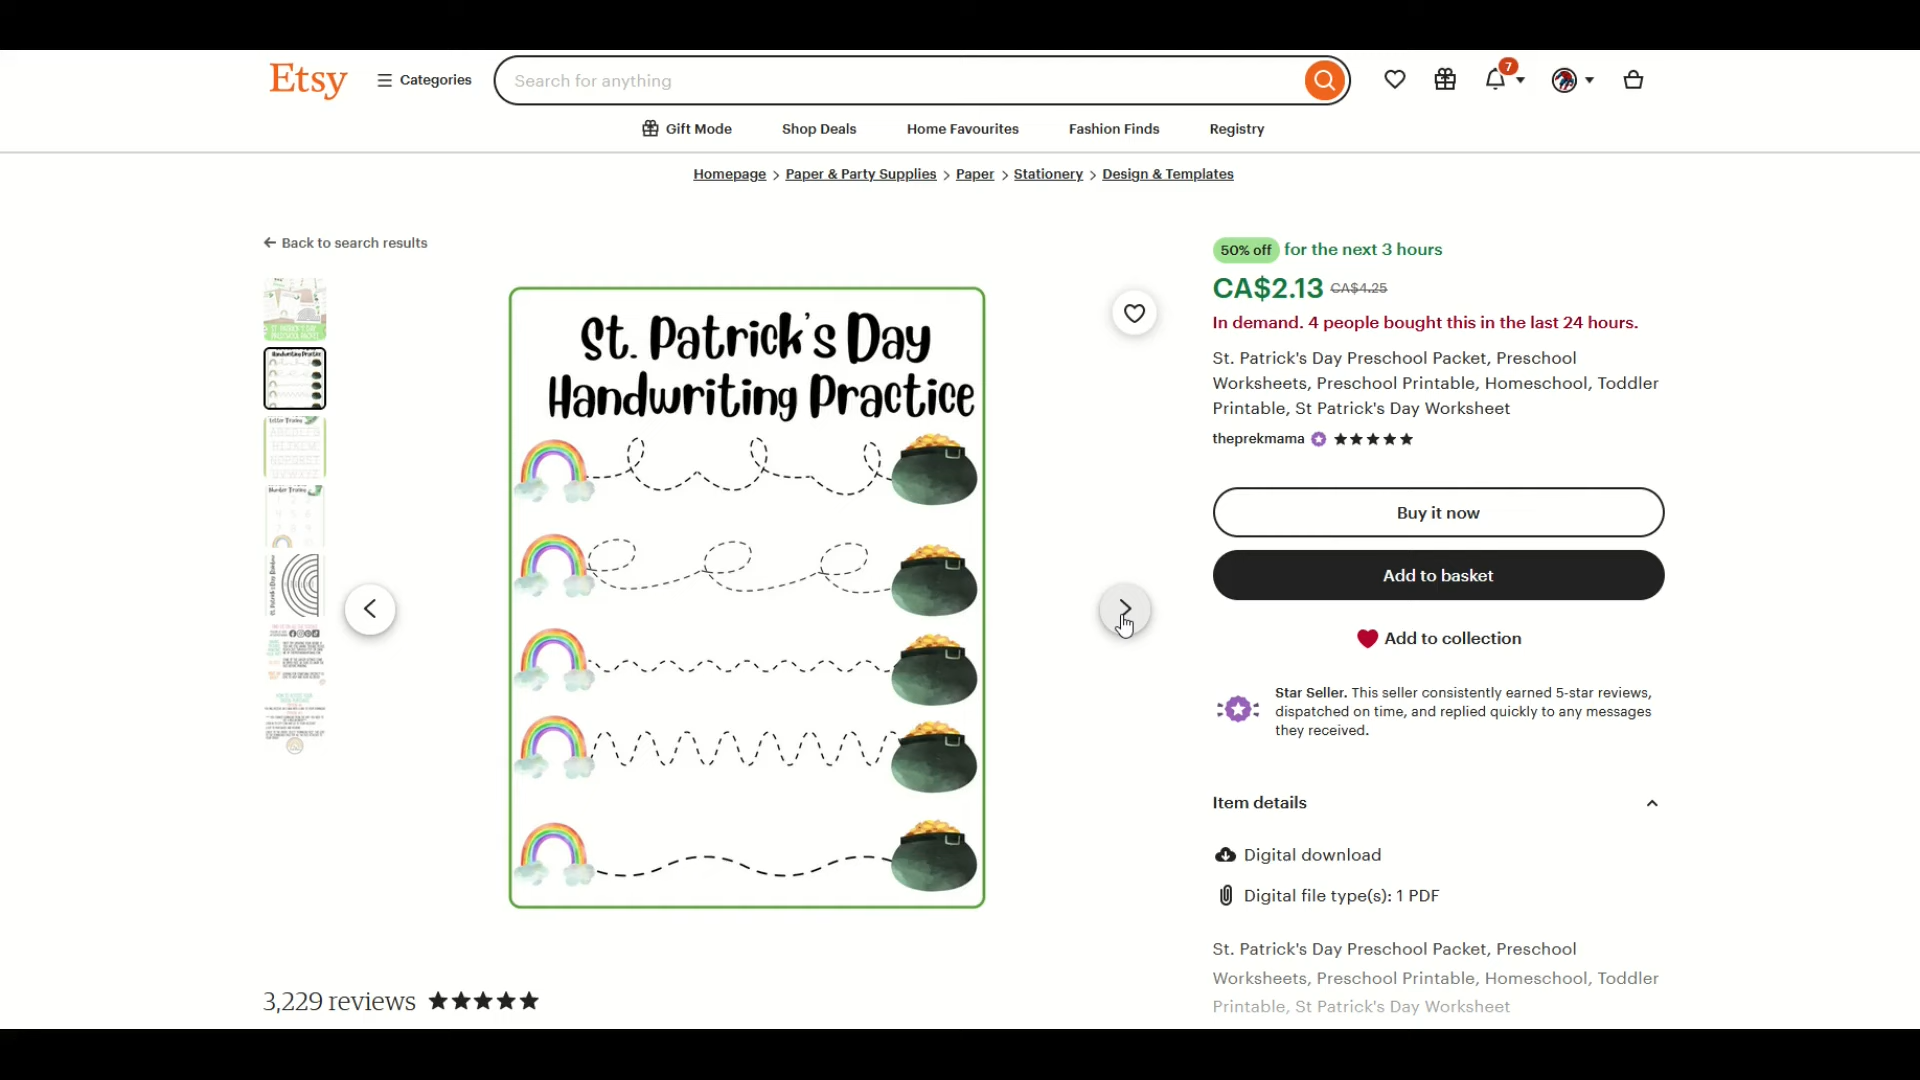 Etsy
Categories
Search for anything
7
Gift Mode
Shop Deals
Home Favourites
Fashion Finds
Registry
Homepage > Paper & Party Supplies > Paper > Stationery > Design & Templates
Back to search results
50% off for the next 3 hours
CA$2.13 CA$4.25
In demand. 4 people bought this in the last 24 hours.
St. Patrick's Day Preschool Packet, Preschool
Worksheets, Preschool Printable, Homeschool, Toddler
Printable, St Patrick's Day Worksheet
theprekmama
Buy it now
Add to basket
Add to collection
Star Seller. This seller consistently earned 5-star reviews,
dispatched on time, and replied quickly to any messages
they received.
Item details
Digital download
Digital file type(s): 1 PDF
St. Patrick's Day Preschool Packet, Preschool
Worksheets, Preschool Printable, Homeschool, Toddler
Printable, St Patrick's Day Worksheet
St. Patrick's Day
Handwriting Practice
Handwriting Practice
Letter Tracing
Number Tracing
3,229 reviews